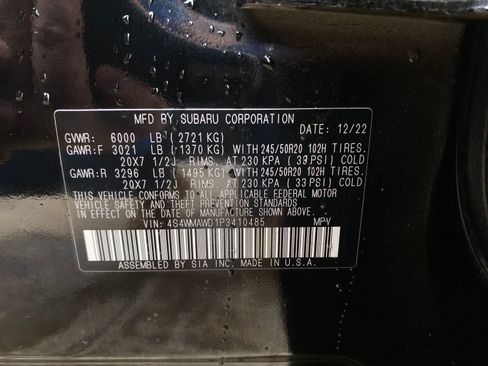 MFD BY SUBARU CORPORATION
GVWR: 6000 LB ( 2721 KG) DATE: 12/22
GAWR:F 3021 LB ( 1370 KG) WITH 245/50R20 102H TIRES.
20X7 1/2J RIMS. AT 230 KPA ( 33 PSI) COLD
GAWR:R 3296 LB ( 1495 KG) WITH 245/50R20 102H TIRES.
20X7 1/2J RIMS. AT 230 KPA ( 33 PSI) COLD
THIS VEHICLE CONFORMS TO ALL APPLICABLE FEDERAL MOTOR
VEHICLE SAFETY AND THEFT PREVENTION STANDARDS
IN EFFECT ON THE DATE OF MANUFACTURE SHOWN ABOVE.
VIN: 4S4WMAWD1P3410485 MPV
ASSEMBLED BY SIA INC. MADE IN U.S.A.